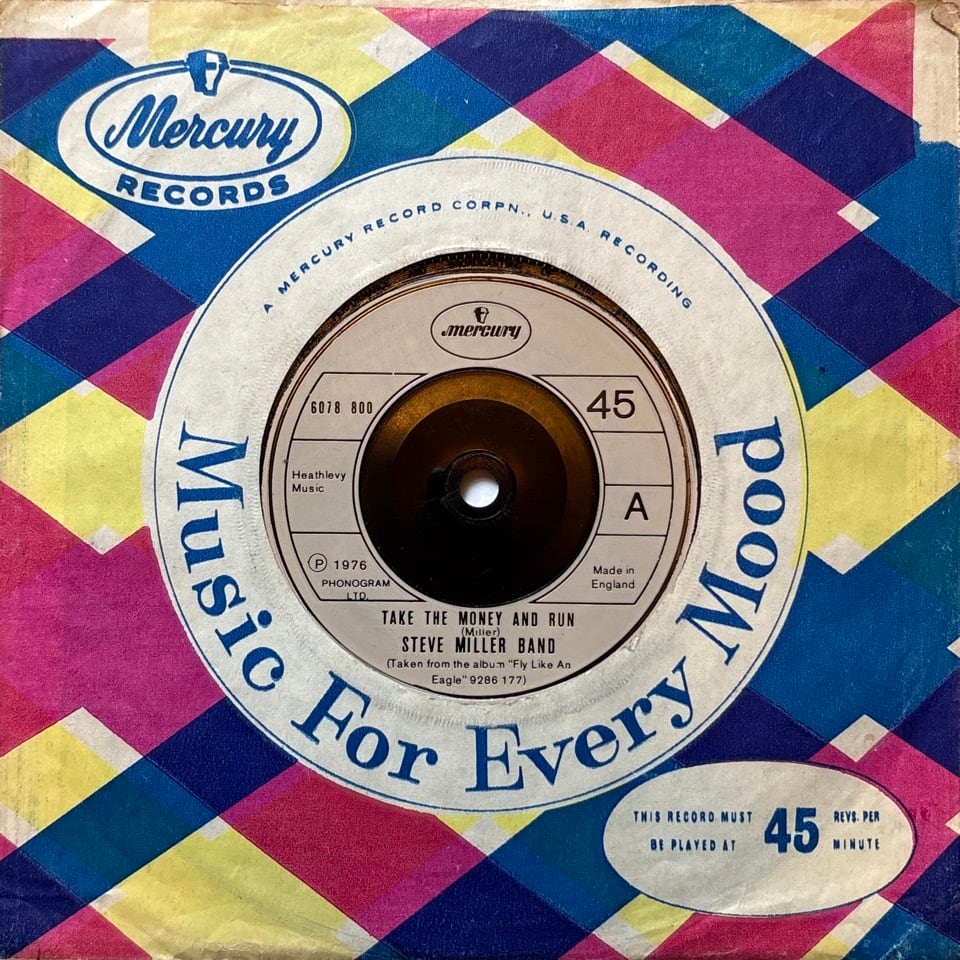 Mercury
RECORDS
A MERCURY RECORD CORPN., U.S.A RECORDING
mercury
6078 800
45
Heathlevy
Music
A
Ⓟ 1976
PHONOGRAM
LTD.
Made in
England
TAKE THE MONEY AND RUN
(Miller)
STEVE MILLER BAND
(Taken from the album "Fly Like An
Eagle" 9286 177)
Music For Every Mood
THIS RECORD MUST
BE PLAYED AT
45
REVS. PER
MINUTE